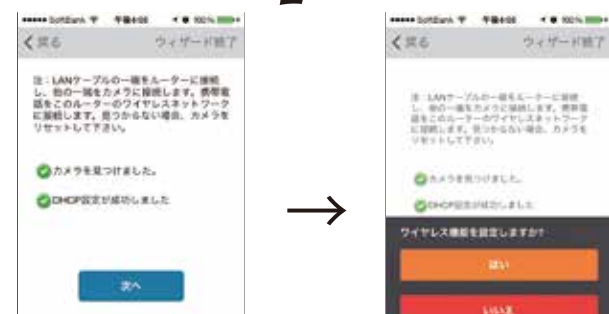 SoftBank 午後4:56 100%
戻る ウィザード終了
注：LANケーブルの一端をルーターに接続
し、他の一端をカメラに接続します。携帯電
話をこのルーターのワイヤレスネットワーク
に接続します。見つからない場合、カメラを
リセットして下さい。
カメラを見つけました。
DHCP設定が成功しました
次へ
→
SoftBank 午後4:56 100%
戻る ウィザード終了
注：LANケーブルの一端をルーターに接続
し、他の一端をカメラに接続します。携帯電
話をこのルーターのワイヤレスネットワーク
に接続します。見つからない場合、カメラを
リセットして下さい。
カメラを見つけました。
DHCP設定が成功しました
ワイヤレス機能を設定しますか?
はい
いいえ